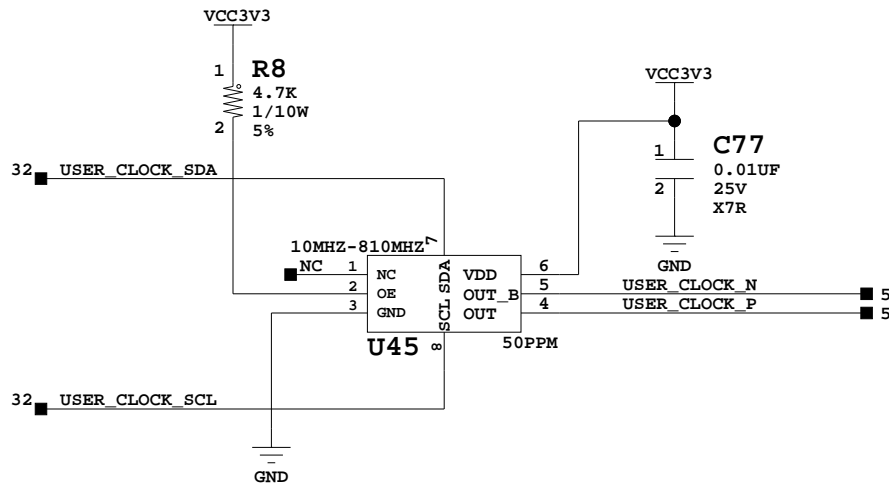 VCC3V3
1
R8
4.7K
1/10W
2
5%
VCC3V3
1
C77
0.01UF
2
25V
X7R
GND
32
USER_CLOCK_SDA
10MHZ-810MHZ
7
NC
1
NC
SCL SDA
VDD
6
2
OE
OUT_B
5
USER_CLOCK_N
5
3
GND
OUT
4
USER_CLOCK_P
5
U45
8
50PPM
32
USER_CLOCK_SCL
GND